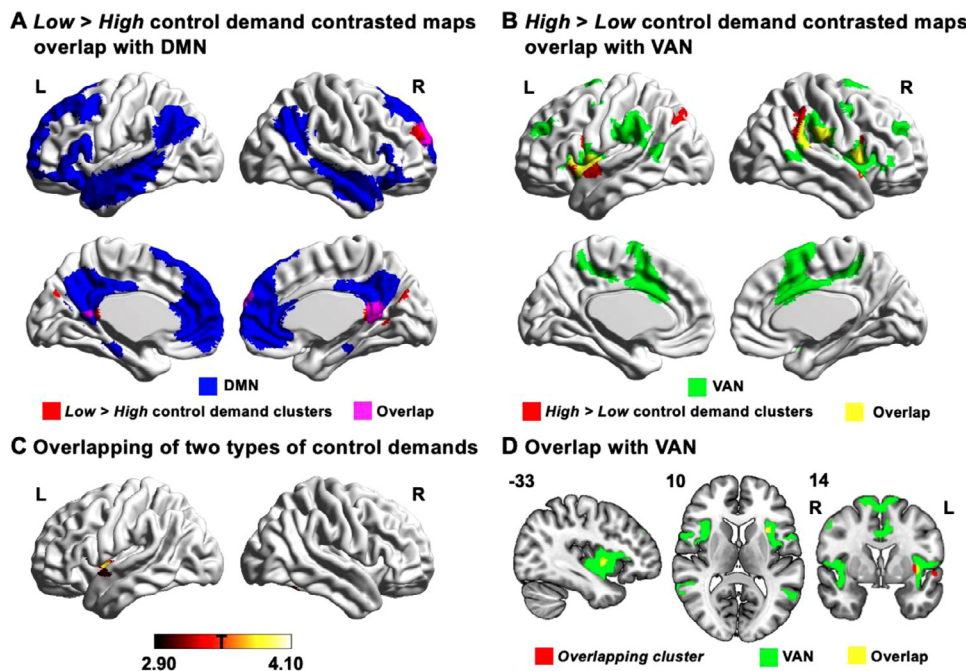 A Low > High control demand contrasted maps
overlap with DMN
L
R
DMN
Low > High control demand clusters
Overlap
B High > Low control demand contrasted maps
overlap with VAN
L
R
VAN
High > Low control demand clusters
Overlap
C Overlapping of two types of control demands
L
R
T
2.90
4.10
D Overlap with VAN
-33
10
14
R
L
Overlapping cluster
VAN
Overlap